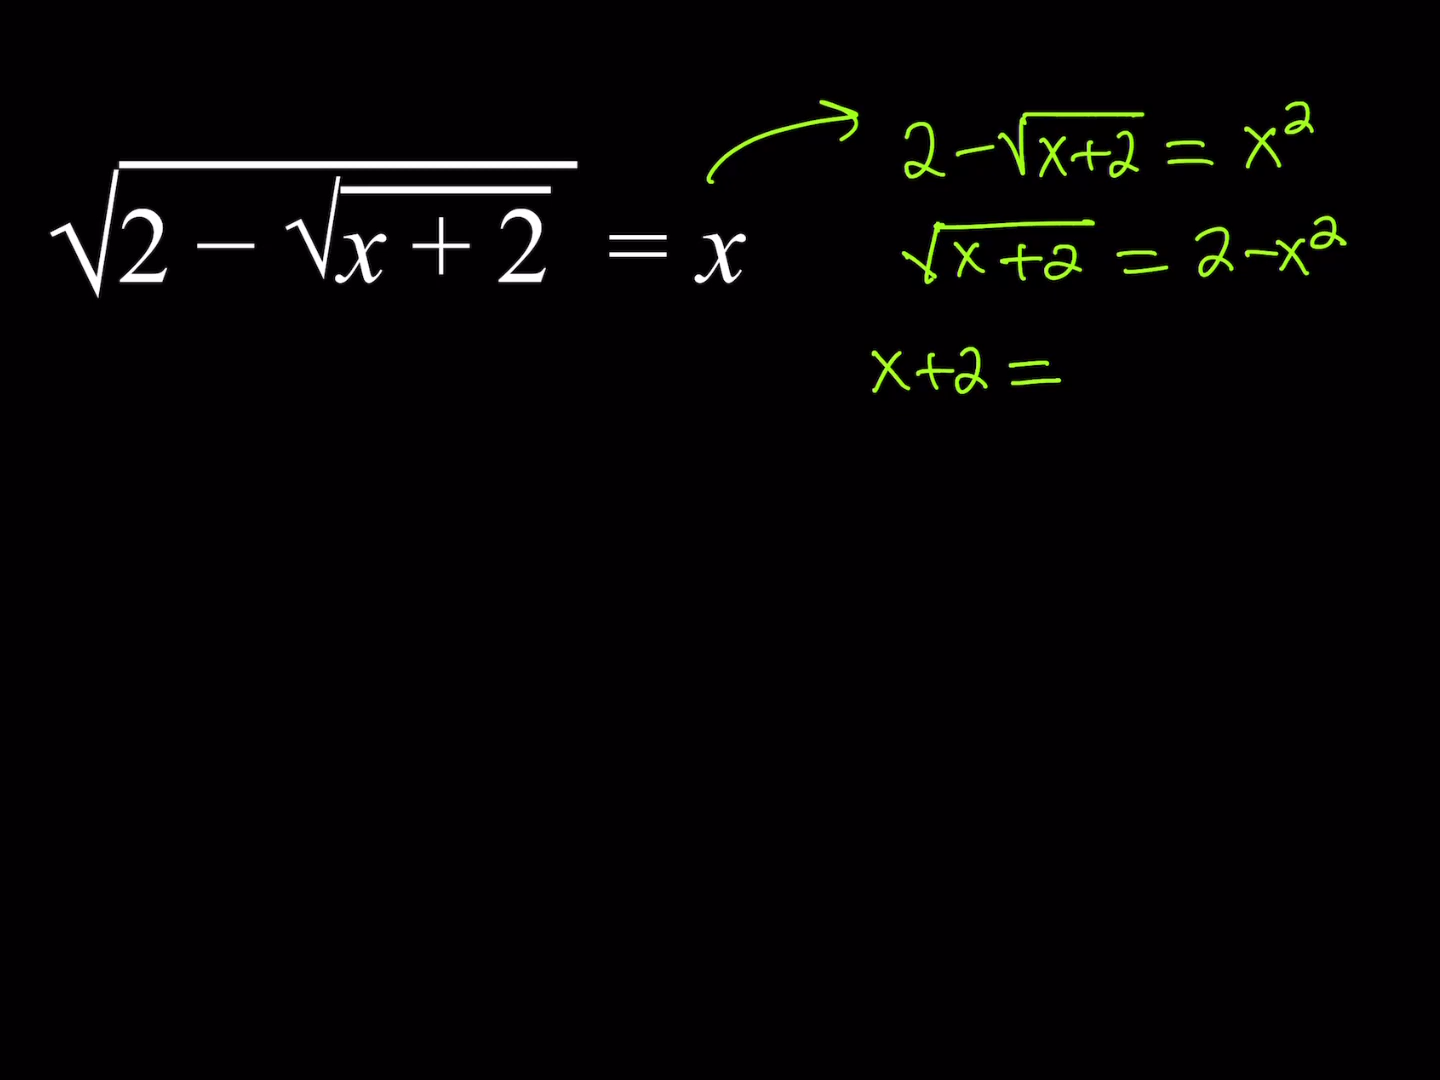 √(2 − √(x + 2)) = x
2 − √(x+2) = x²
√(x+2) = 2 − x²
x+2 =